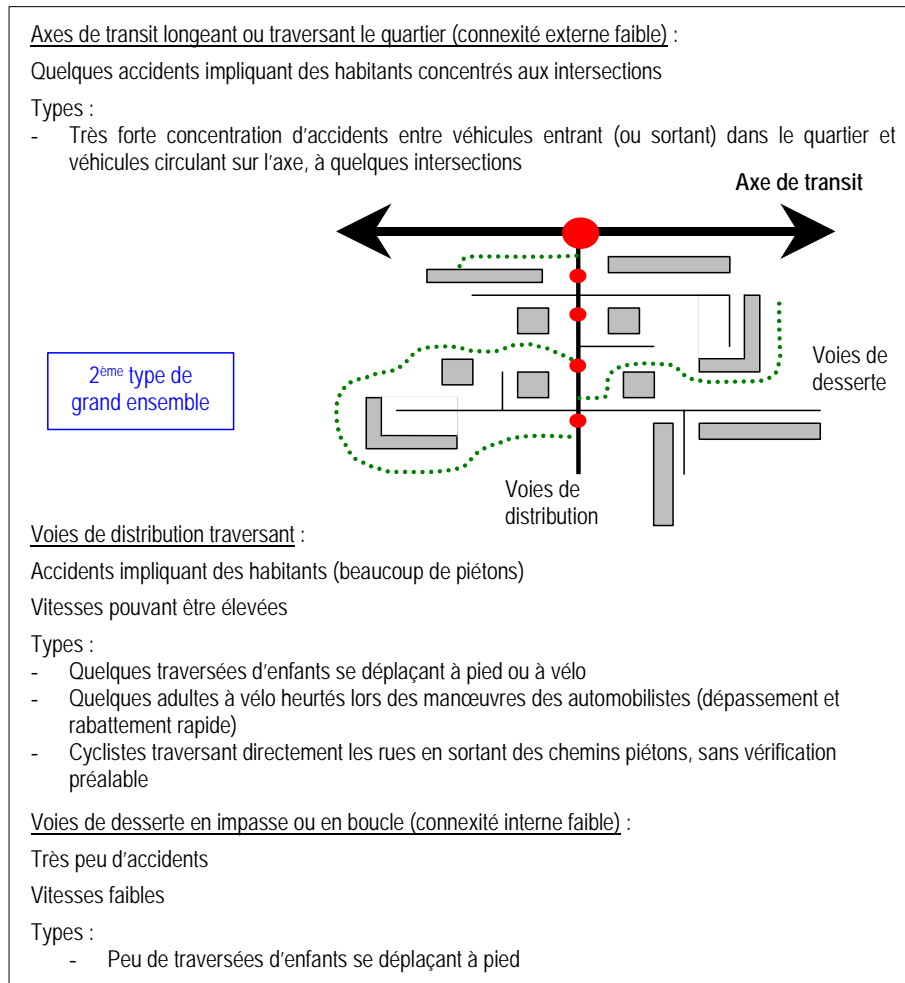 Axes de transit longeant ou traversant le quartier (connexité externe faible) :
Quelques accidents impliquant des habitants concentrés aux intersections
Types :
- Très forte concentration d'accidents entre véhicules entrant (ou sortant) dans le quartier et
véhicules circulant sur l'axe, à quelques intersections
Axe de transit
2ème type de
grand ensemble
Voies de
desserte
Voies de
distribution
Voies de distribution traversant :
Accidents impliquant des habitants (beaucoup de piétons)
Vitesses pouvant être élevées
Types :
- Quelques traversées d'enfants se déplaçant à pied ou à vélo
- Quelques adultes à vélo heurtés lors des manœuvres des automobilistes (dépassement et
rabattement rapide)
- Cyclistes traversant directement les rues en sortant des chemins piétons, sans vérification
préalable
Voies de desserte en impasse ou en boucle (connexité interne faible) :
Très peu d'accidents
Vitesses faibles
Types :
- Peu de traversées d'enfants se déplaçant à pied